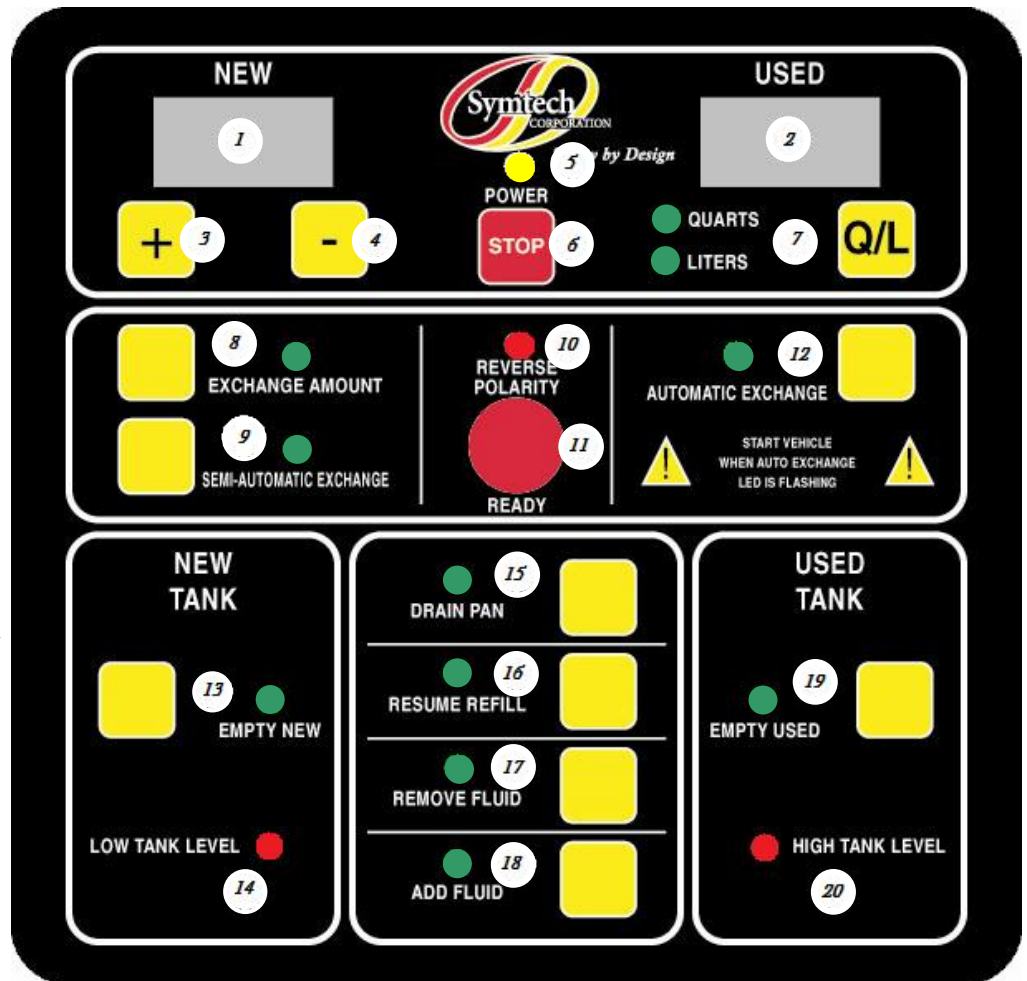 NEW
Symtech
CORPORATION
USED
1
2
by Design
5
POWER
+
3
-
4
STOP
6
QUARTS
LITERS
7
Q/L
8
EXCHANGE AMOUNT
10
REVERSE
POLARITY
12
AUTOMATIC EXCHANGE
9
SEMI-AUTOMATIC EXCHANGE
11
READY
!
START VEHICLE
WHEN AUTO EXCHANGE
LED IS FLASHING
!
NEW
TANK
13
EMPTY NEW
LOW TANK LEVEL
14
15
DRAIN PAN
16
RESUME REFILL
17
REMOVE FLUID
18
ADD FLUID
USED
TANK
19
EMPTY USED
HIGH TANK LEVEL
20